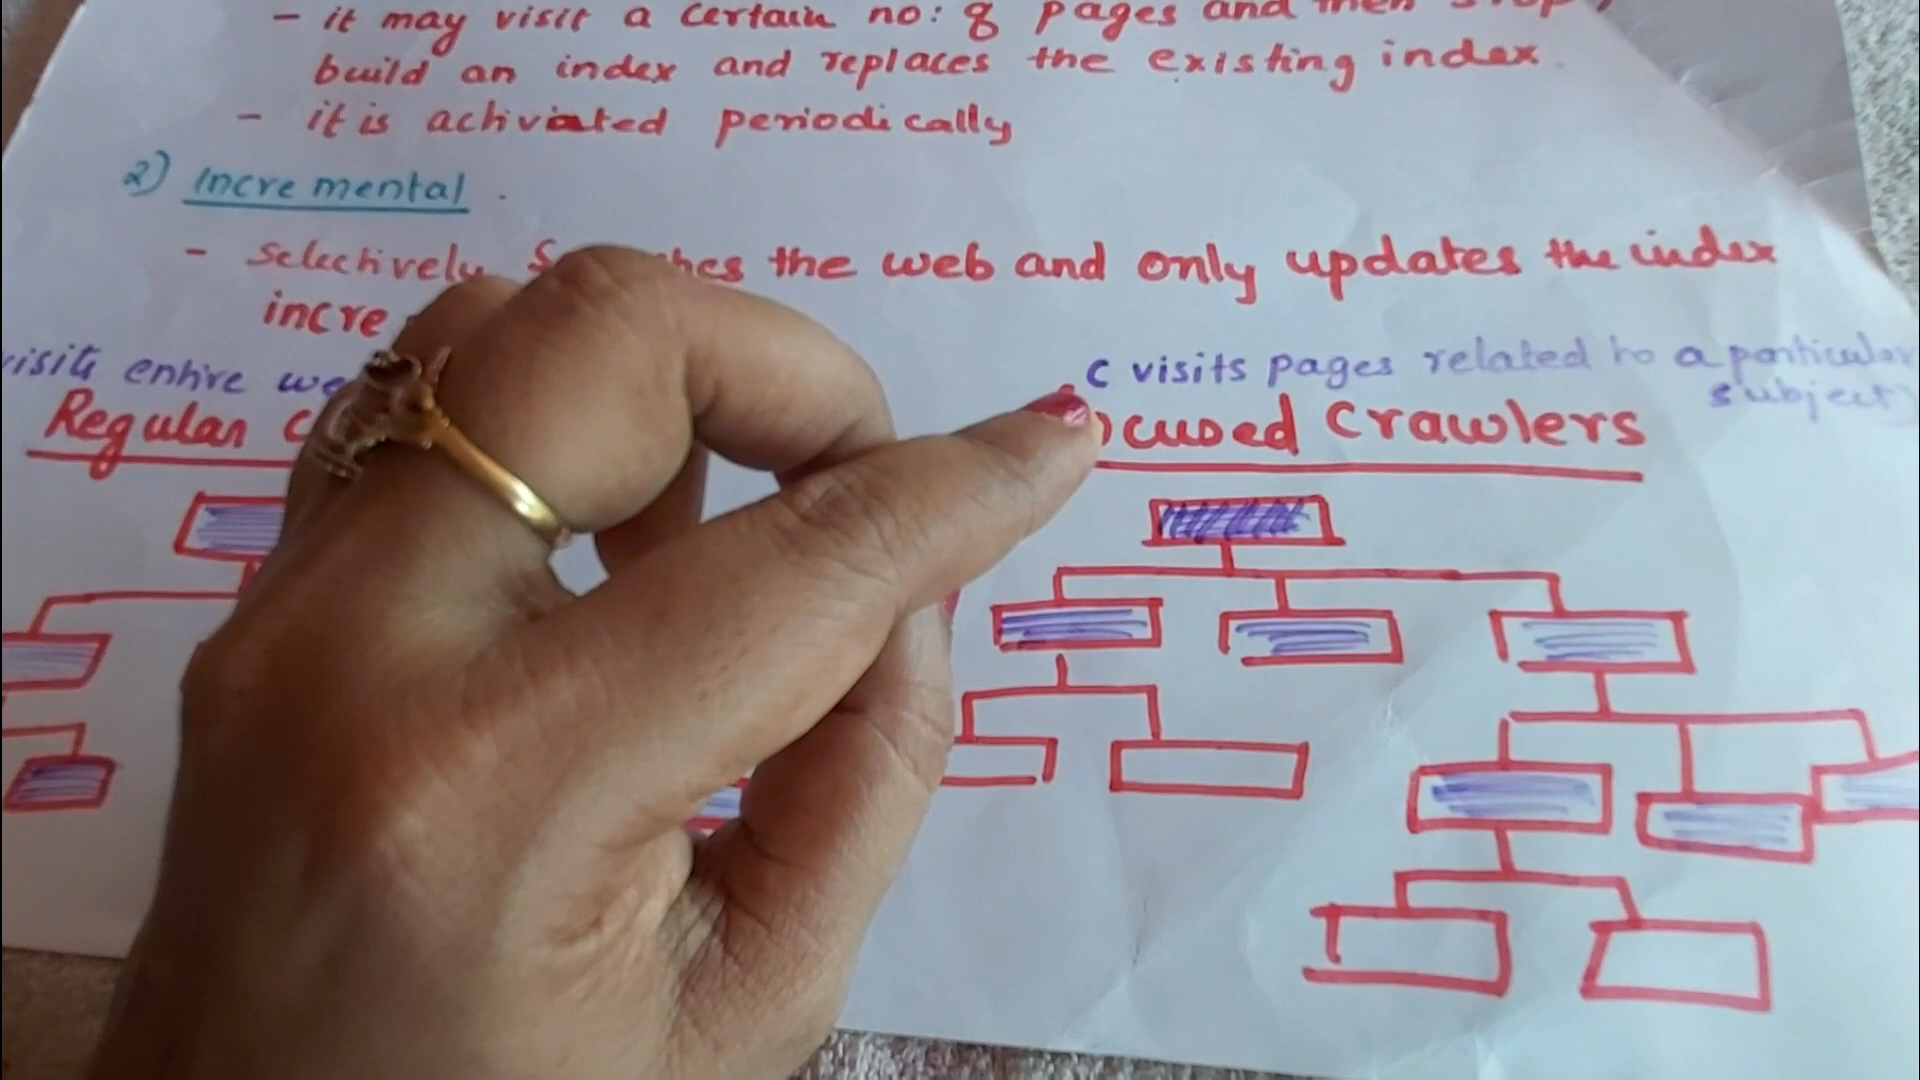 - it may visit a certain no: of pages and then stop,
build an index and replaces the existing index.
- it is activated periodically
2) Incremental
- Selectively the web and only updates the index
incre
visits entire we
(visits pages related to a particular
subject)
Regular C
ocused Crawlers